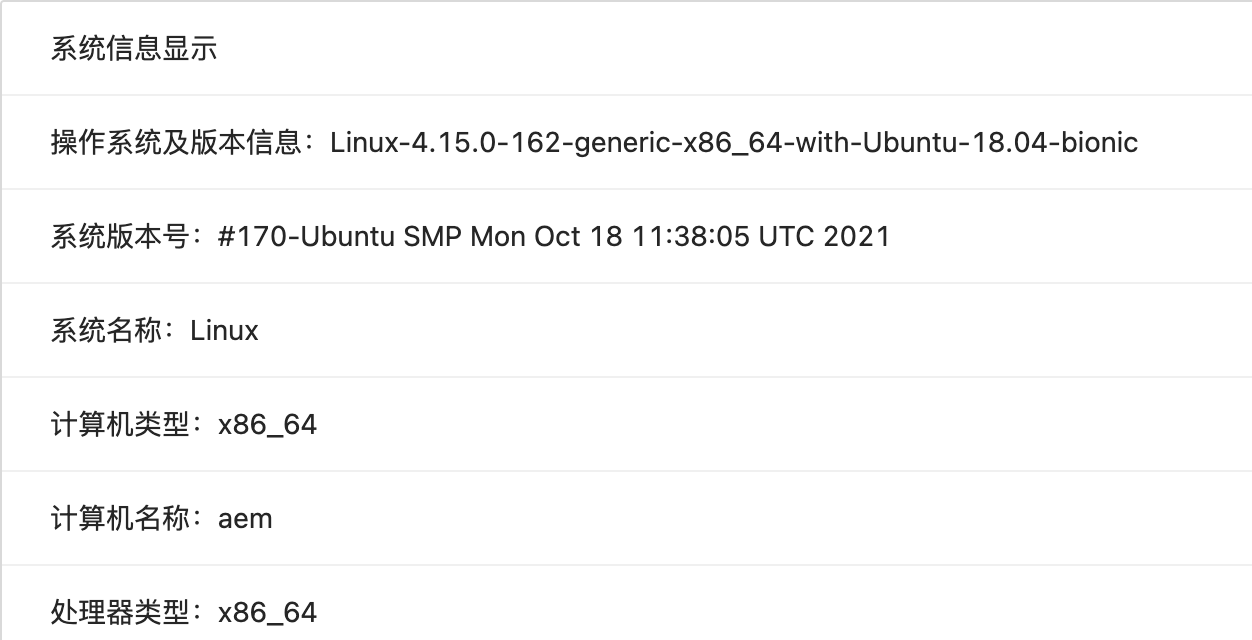 系统信息显示
操作系统及版本信息：Linux-4.15.0-162-generic-x86_64-with-Ubuntu-18.04-bionic
系统版本号：#170-Ubuntu SMP Mon Oct 18 11:38:05 UTC 2021
系统名称：Linux
计算机类型：x86_64
计算机名称：aem
处理器类型：x86_64